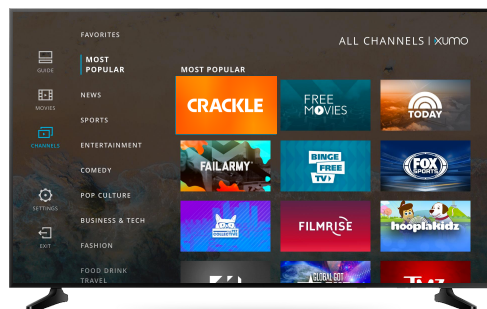 FAVORITES
ALL CHANNELS | XUMO
MOST
POPULAR
GUIDE
MOST POPULAR
NEWS
MOVIES
CRACKLE
FREE
MOVIES
TODAY
SPORTS
CHANNELS
ENTERTAINMENT
FAILARMY
BINGE
FREE
TV
FOX
SPORTS
COMEDY
POP CULTURE
SETTINGS
BUSINESS & TECH
COLLECTIVE
FILMRISE
hooplakidz
EXIT
FASHION
FOOD DRINK
TRAVEL
GLOBAL GOT
TMZ